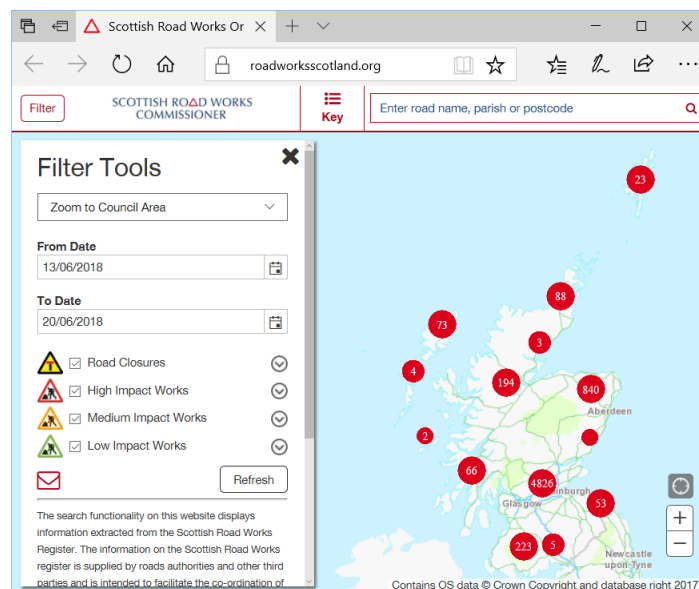 Scottish Road Works Or
roadworksscotland.org
Filter
SCOTTISH ROAD WORKS
COMMISSIONER
Key
Enter road name, parish or postcode
Filter Tools
Zoom to Council Area
From Date
13/06/2018
To Date
20/06/2018
Road Closures
High Impact Works
Medium Impact Works
Low Impact Works
Refresh
The search functionality on this website displays
information extracted from the Scottish Road Works
Register. The information on the Scottish Road Works
register is supplied by roads authorities and other third
parties and is intended to facilitate the co-ordination of
23
88
73
3
4
194
840
Aberdeen
2
66
4826
inburgh
Glasgow
53
223
5
Newcastle
upon Tyne
+
−
Contains OS data © Crown Copyright and database right 2017